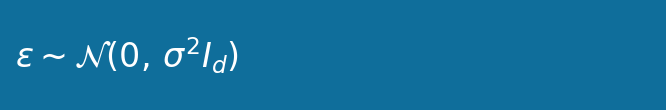 ε ∼ 𝒩(0, σ²I_d)